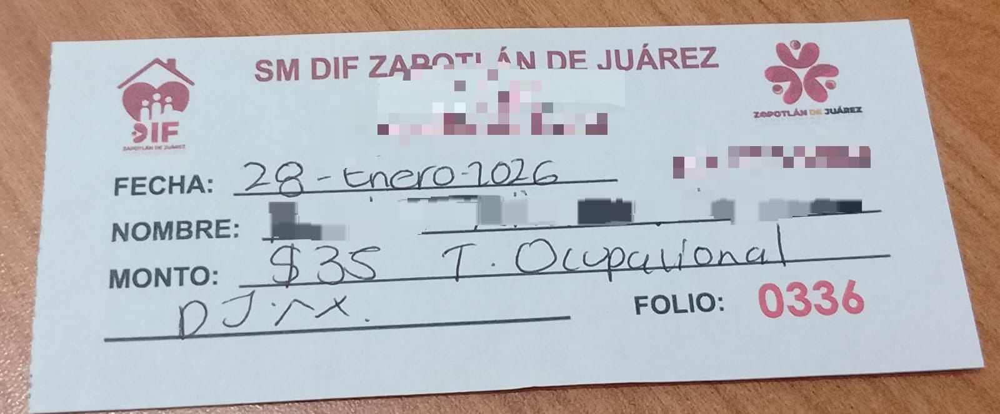 SM DIF ZAPOTLÁN DE JUÁREZ
DIF
ZAPOTLÁN DE JUÁREZ
ZAPOTLÁN DE JUÁREZ
FECHA: 28-Enero-2026
NOMBRE:
MONTO: $35 T. Ocupacional
FOLIO: 0336